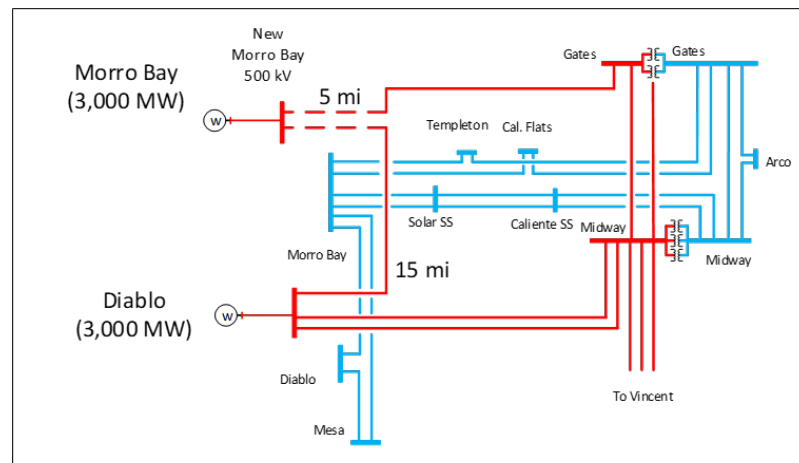 New
Morro Bay
500 kV
Morro Bay
(3,000 MW)
W
5 mi
Gates
Gates
Templeton
Cal. Flats
Arco
Solar SS
Caliente SS
Morro Bay
Midway
Midway
15 mi
Diablo
(3,000 MW)
W
Diablo
To Vincent
Mesa